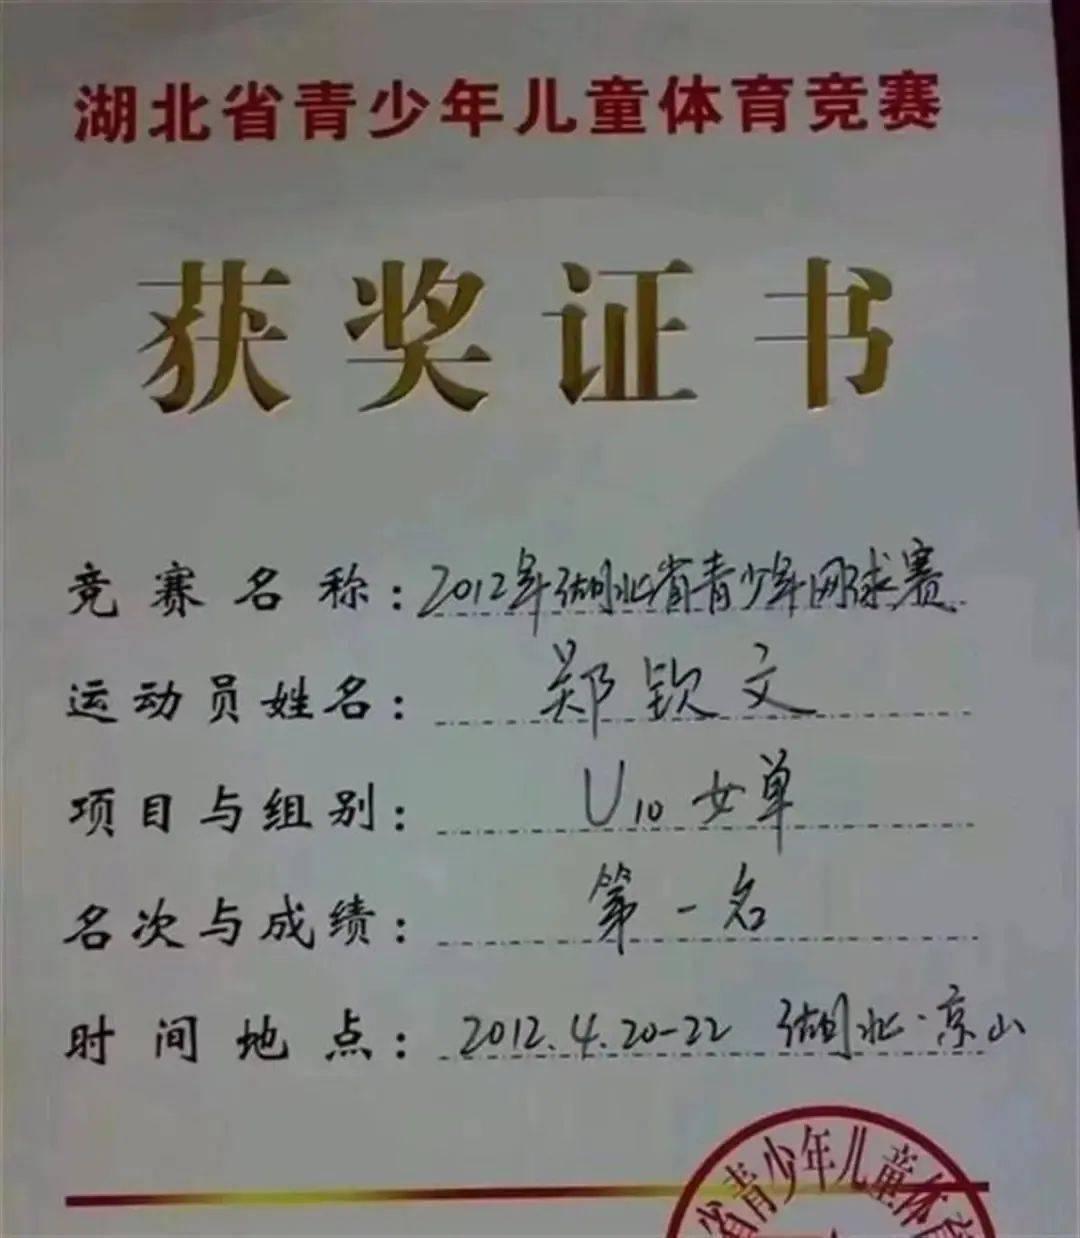 湖北省青少年儿童体育竞赛
获奖证书
竞赛名称：2012年湖北省青少年网球赛
运动员姓名：郑钦文
项目与组别：U10 女单
名次与成绩：第一名
时间地点：2012.4.20-22 湖北·京山
省青少年儿童体育